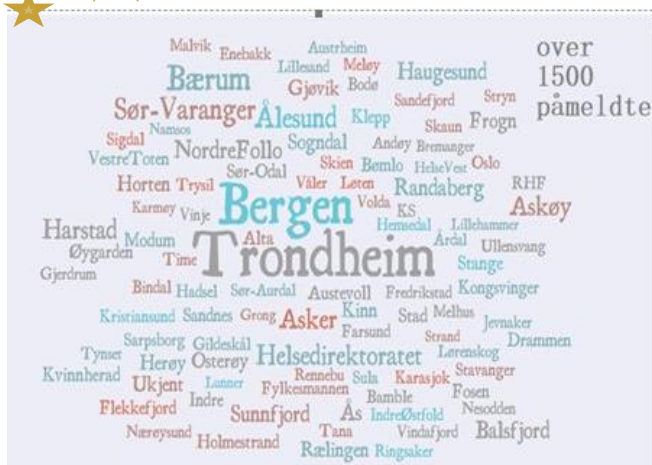 Malvik Enebakk Austrheim over
Lillesand Meløy 1500
Bærum Gjøvik Bodø Haugesund påmeldte
Sandefjord Stryn
Sør-Varanger Ålesund Klepp Skaun Frogn
Namsos
Sigdal NordreFollo Sogndal Andøy Bremanger
VestreToten Skien Bømlo HelseVest Oslo
Sør-Odal
Horten Trysil Våler Løten Randaberg RHF
Karmøy Vinje Bergen Volda KS Askøy
Harstad Hemsedal Lillehammer
Øygarden Modum Alta Årdal Ullensvang
Time Trondheim Stange
Gjerdrum
Bindal Hadsel Sør-Aurdal Austevoll Fredrikstad Kongsvinger
Kristiansund Sandnes Grong Asker Kinn Stad Melhus Jevnaker
Farsund
Sarpsborg Gildeskål Strand Drammen
Tynset Herøy Osterøy Helsedirektoratet Lørenskog
Kvinnherad Rennebu Sula Karasjok Stavanger
Ukjent Lunner Fylkesmannen Bamble Fosen
Flekkefjord Indre Sunnfjord Ås IndreØstfold Nesodden
Nærøysund Holmestrand Tana Vindafjord Balsfjord
Rælingen Ringsaker